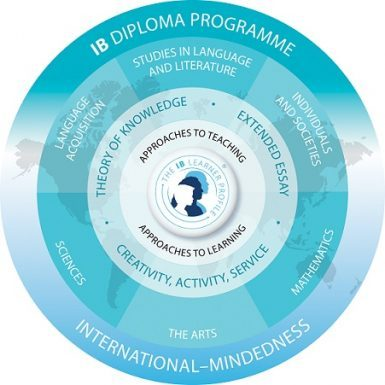 IB DIPLOMA PROGRAMME
STUDIES IN LANGUAGE
AND LITERATURE
LANGUAGE
ACQUISITION
INDIVIDUALS
AND SOCIETIES
THEORY OF KNOWLEDGE
EXTENDED ESSAY
APPROACHES TO TEACHING
THE IB LEARNER PROFILE
APPROACHES TO LEARNING
CREATIVITY, ACTIVITY, SERVICE
SCIENCES
MATHEMATICS
THE ARTS
INTERNATIONAL–MINDEDNESS